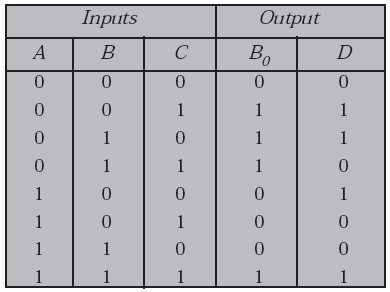 Inputs Output
A B C B₀ D
0 0 0 0 0
0 0 1 1 1
0 1 0 1 1
0 1 1 1 0
1 0 0 0 1
1 0 1 0 0
1 1 0 0 0
1 1 1 1 1